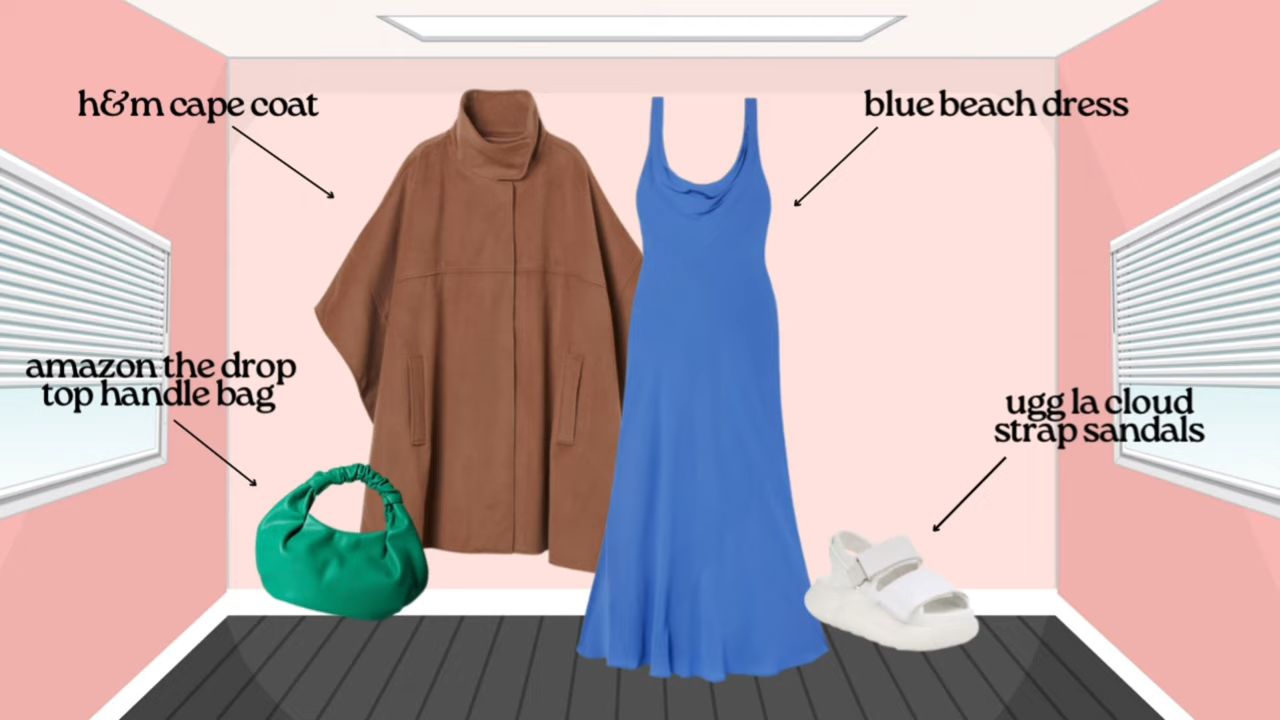 h&m cape coat
blue beach dress
amazon the drop
top handle bag
ugg la cloud
strap sandals